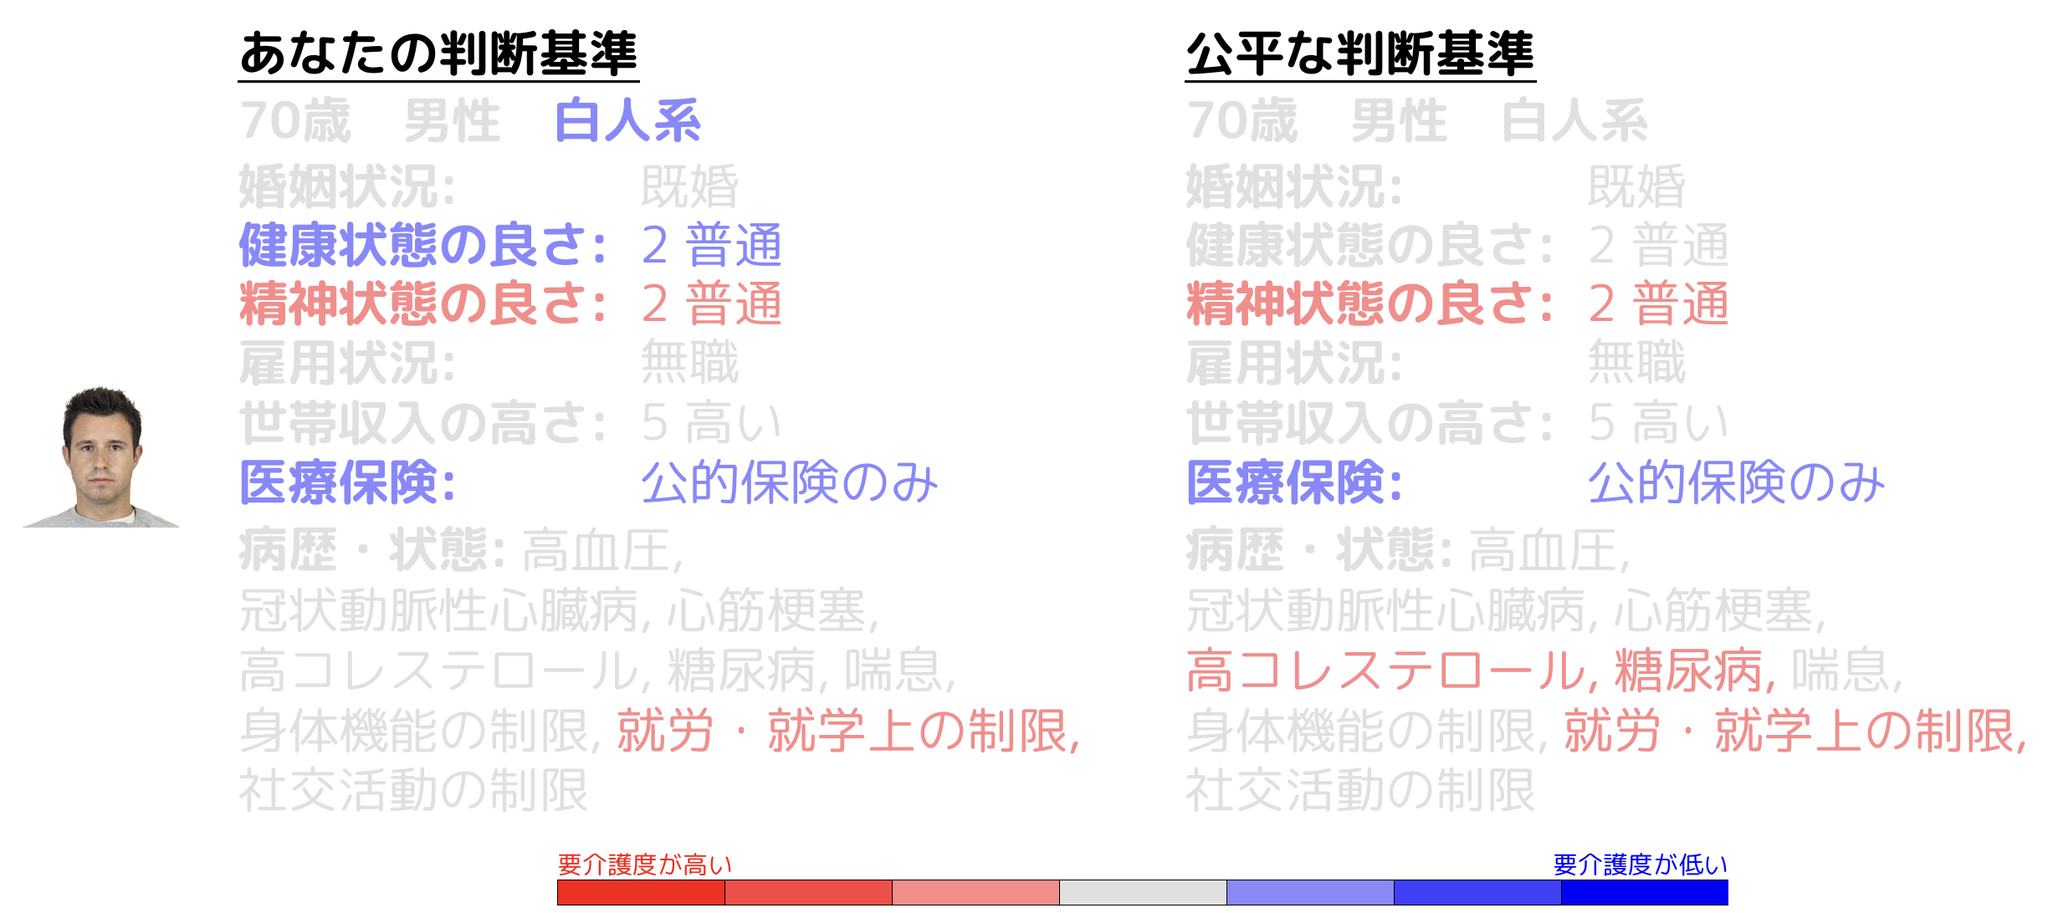 あなたの判断基準
70歳 男性 白人系
婚姻状況: 既婚
健康状態の良さ: 2 普通
精神状態の良さ: 2 普通
雇用状況: 無職
世帯収入の高さ: 5 高い
医療保険: 公的保険のみ
病歴・状態: 高血圧,
冠状動脈性心臓病, 心筋梗塞,
高コレステロール, 糖尿病, 喘息,
身体機能の制限, 就労・就学上の制限,
社交活動の制限
公平な判断基準
70歳 男性 白人系
婚姻状況: 既婚
健康状態の良さ: 2 普通
精神状態の良さ: 2 普通
雇用状況: 無職
世帯収入の高さ: 5 高い
医療保険: 公的保険のみ
病歴・状態: 高血圧,
冠状動脈性心臓病, 心筋梗塞,
高コレステロール, 糖尿病, 喘息,
身体機能の制限, 就労・就学上の制限,
社交活動の制限
要介護度が高い
要介護度が低い